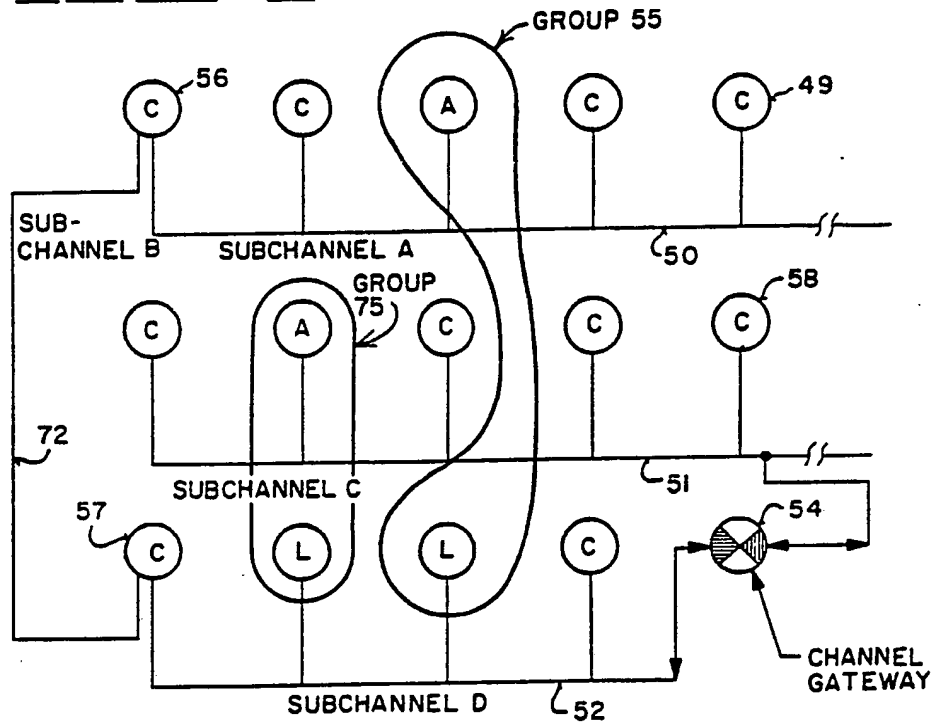 GROUP 55
C 56
C
A
C
C 49
SUB-
CHANNEL B
SUBCHANNEL A
50
GROUP
75
C
A
C
C
C 58
72
SUBCHANNEL C
51
57
C
L
L
C
54
SUBCHANNEL D
52
CHANNEL
GATEWAY